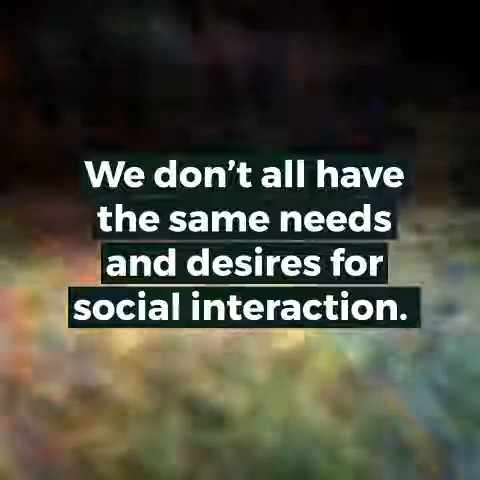 We don’t all have
the same needs
and desires for
social interaction.